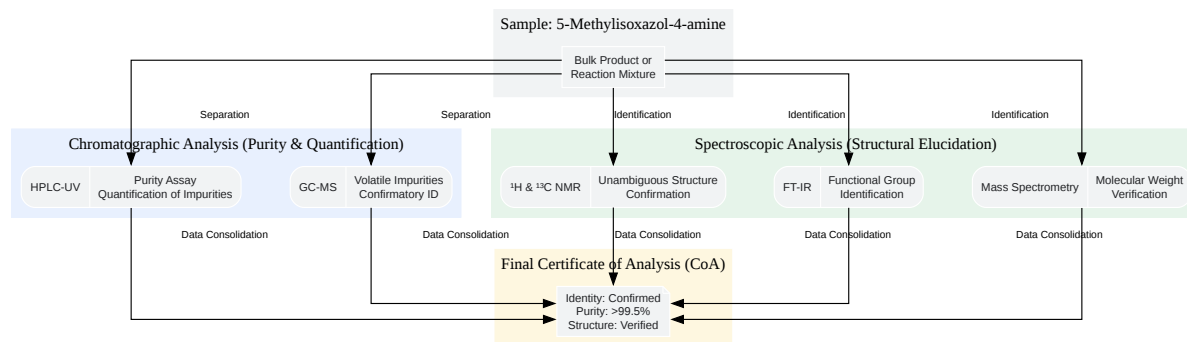 Sample: 5-Methylisoxazol-4-amine
Bulk Product or
Reaction Mixture
Separation
Separation
Identification
Identification
Identification
Chromatographic Analysis (Purity & Quantification)
Spectroscopic Analysis (Structural Elucidation)
HPLC-UV
Purity Assay
Quantification of Impurities
GC-MS
Volatile Impurities
Confirmatory ID
¹H & ¹³C NMR
Unambiguous Structure
Confirmation
FT-IR
Functional Group
Identification
Mass Spectrometry
Molecular Weight
Verification
Data Consolidation
Data Consolidation
Data Consolidation
Data Consolidation
Data Consolidation
Final Certificate of Analysis (CoA)
Identity: Confirmed
Purity: >99.5%
Structure: Verified